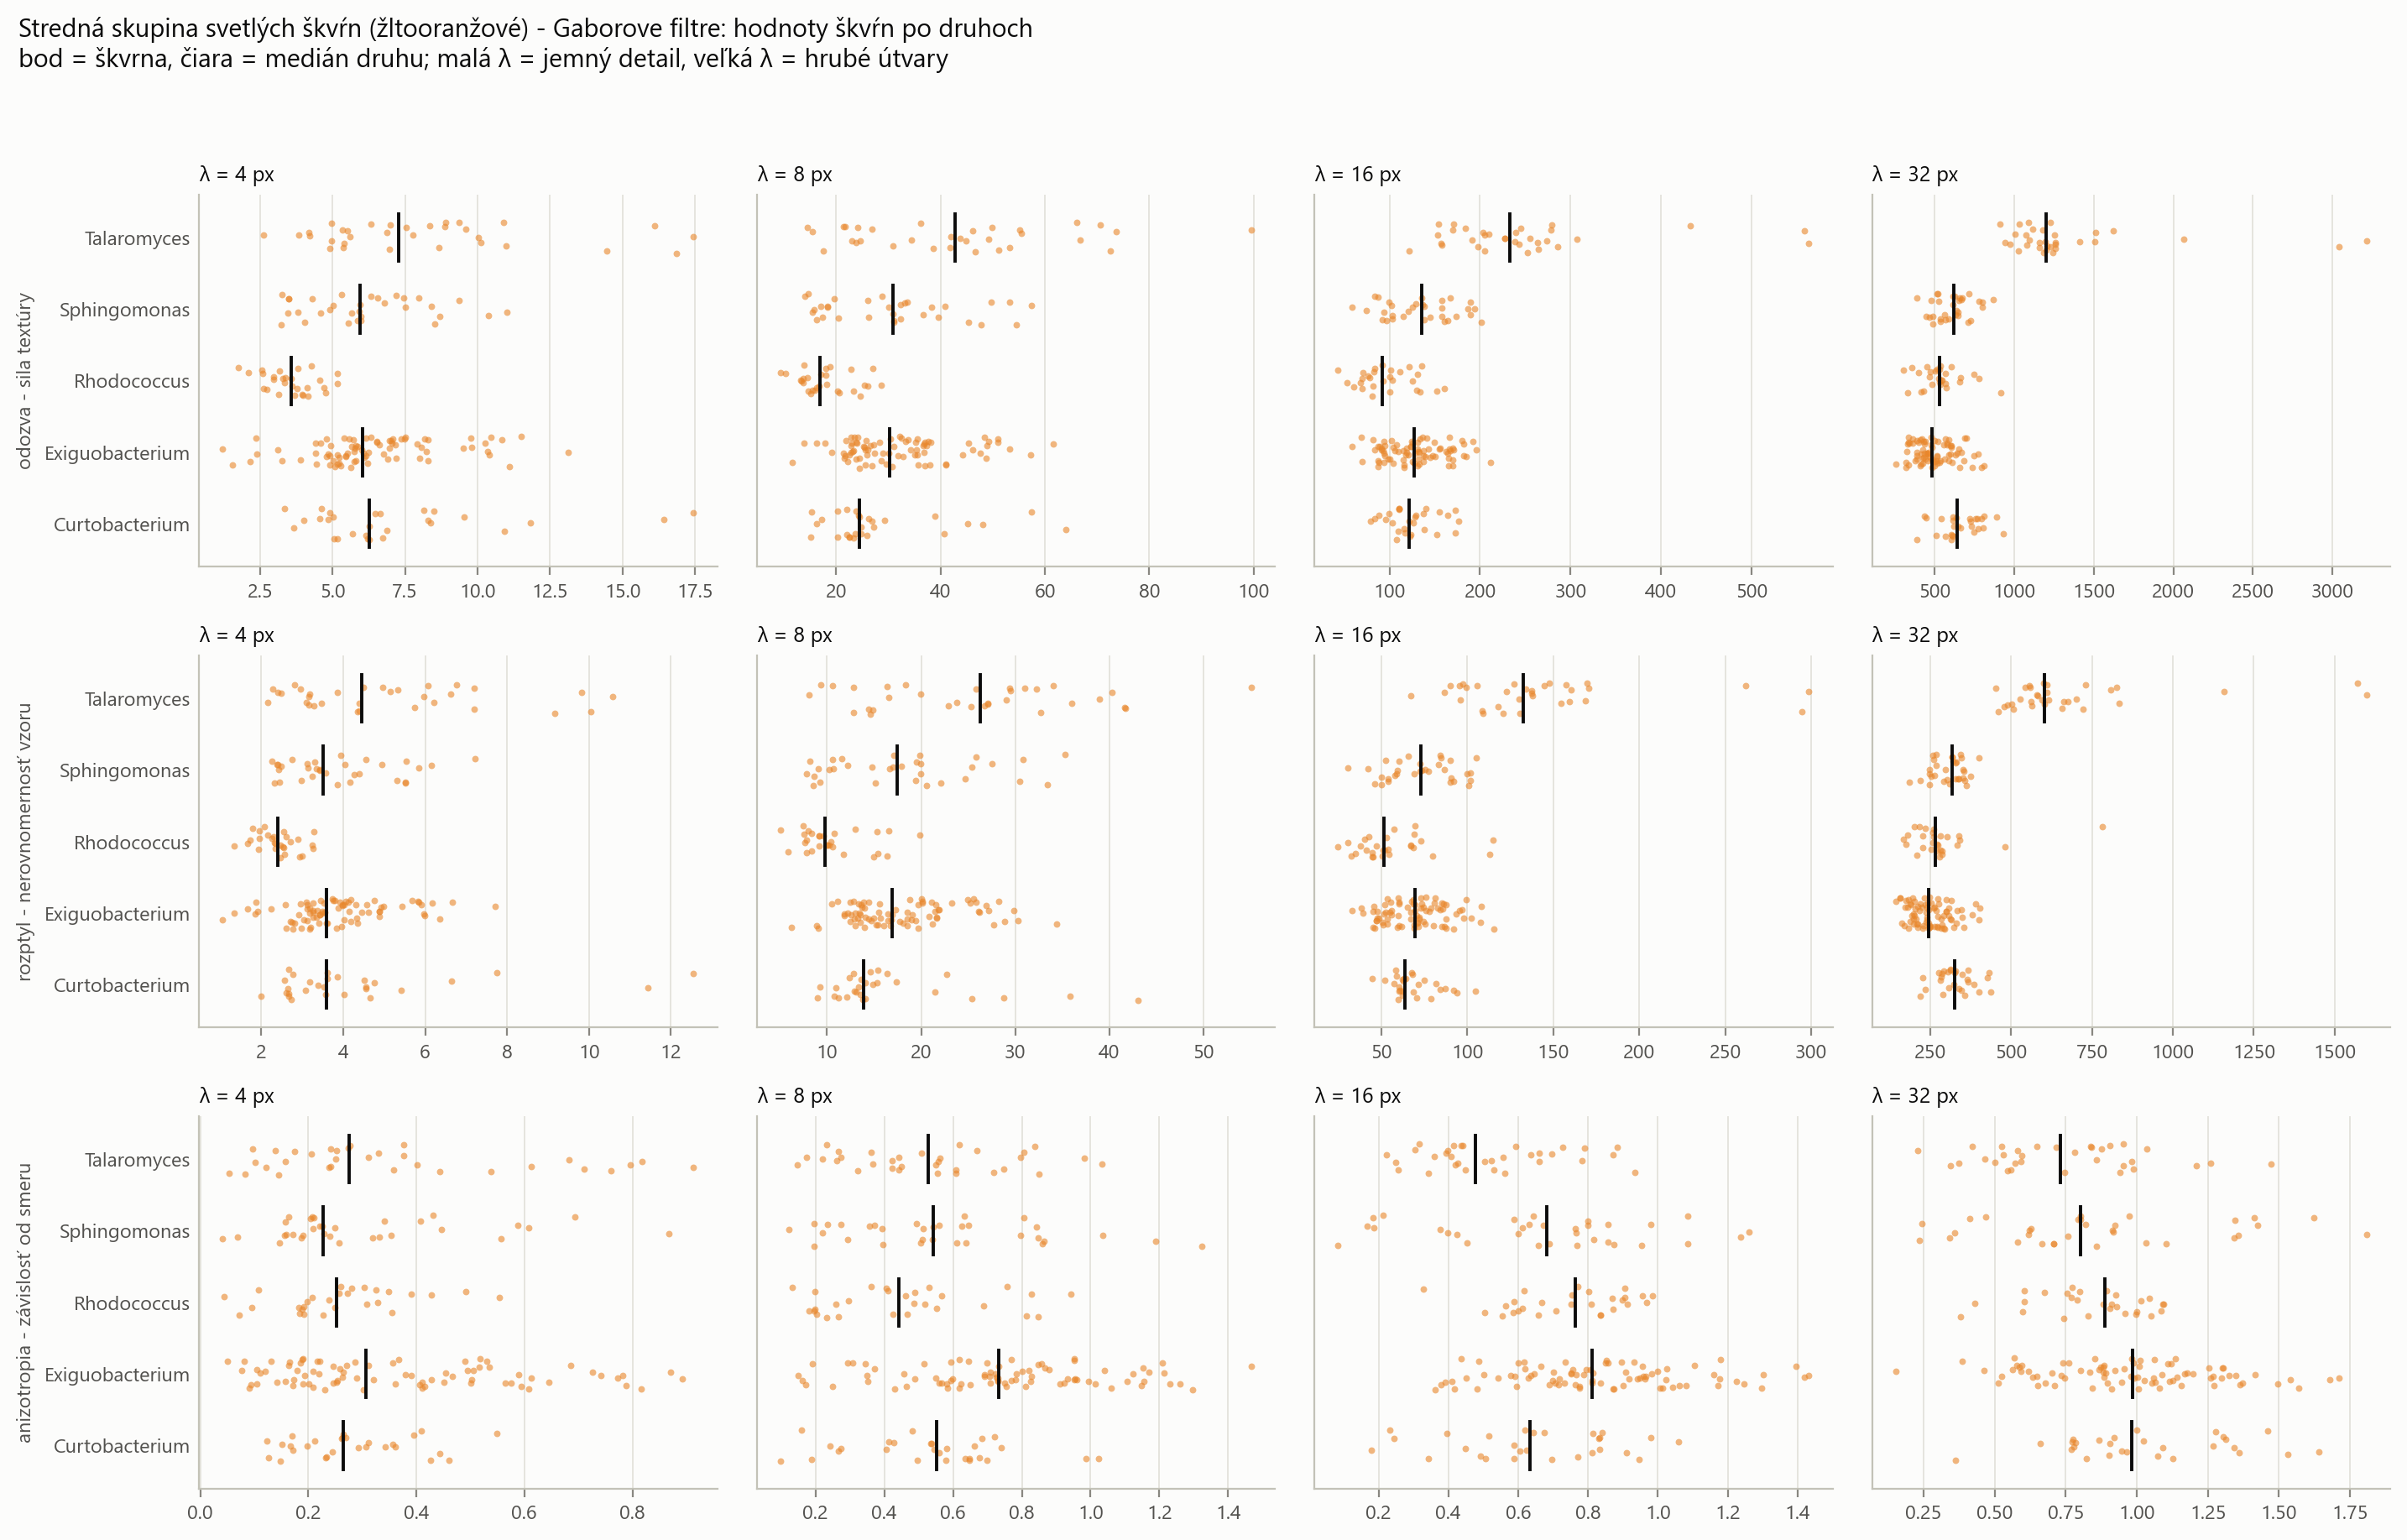 Stredná skupina svetlých škvŕn (žltooranžové) - Gaborove filtre: hodnoty škvŕn po druhoch
bod = škvrna, čiara = medián druhu; malá λ = jemný detail, veľká λ = hrubé útvary
λ = 4 px
λ = 8 px
λ = 16 px
λ = 32 px
odozva - sila textúry
Talaromyces
Sphingomonas
Rhodococcus
Exiguobacterium
Curtobacterium
2.5 5.0 7.5 10.0 12.5 15.0 17.5
20 40 60 80 100
100 200 300 400 500
500 1000 1500 2000 2500 3000
λ = 4 px
λ = 8 px
λ = 16 px
λ = 32 px
rozptyl - nerovnomernosť vzoru
Talaromyces
Sphingomonas
Rhodococcus
Exiguobacterium
Curtobacterium
2 4 6 8 10 12
10 20 30 40 50
50 100 150 200 250 300
250 500 750 1000 1250 1500
λ = 4 px
λ = 8 px
λ = 16 px
λ = 32 px
anizotropia - závislosť od smeru
Talaromyces
Sphingomonas
Rhodococcus
Exiguobacterium
Curtobacterium
0.0 0.2 0.4 0.6 0.8
0.2 0.4 0.6 0.8 1.0 1.2 1.4
0.2 0.4 0.6 0.8 1.0 1.2 1.4
0.25 0.50 0.75 1.00 1.25 1.50 1.75